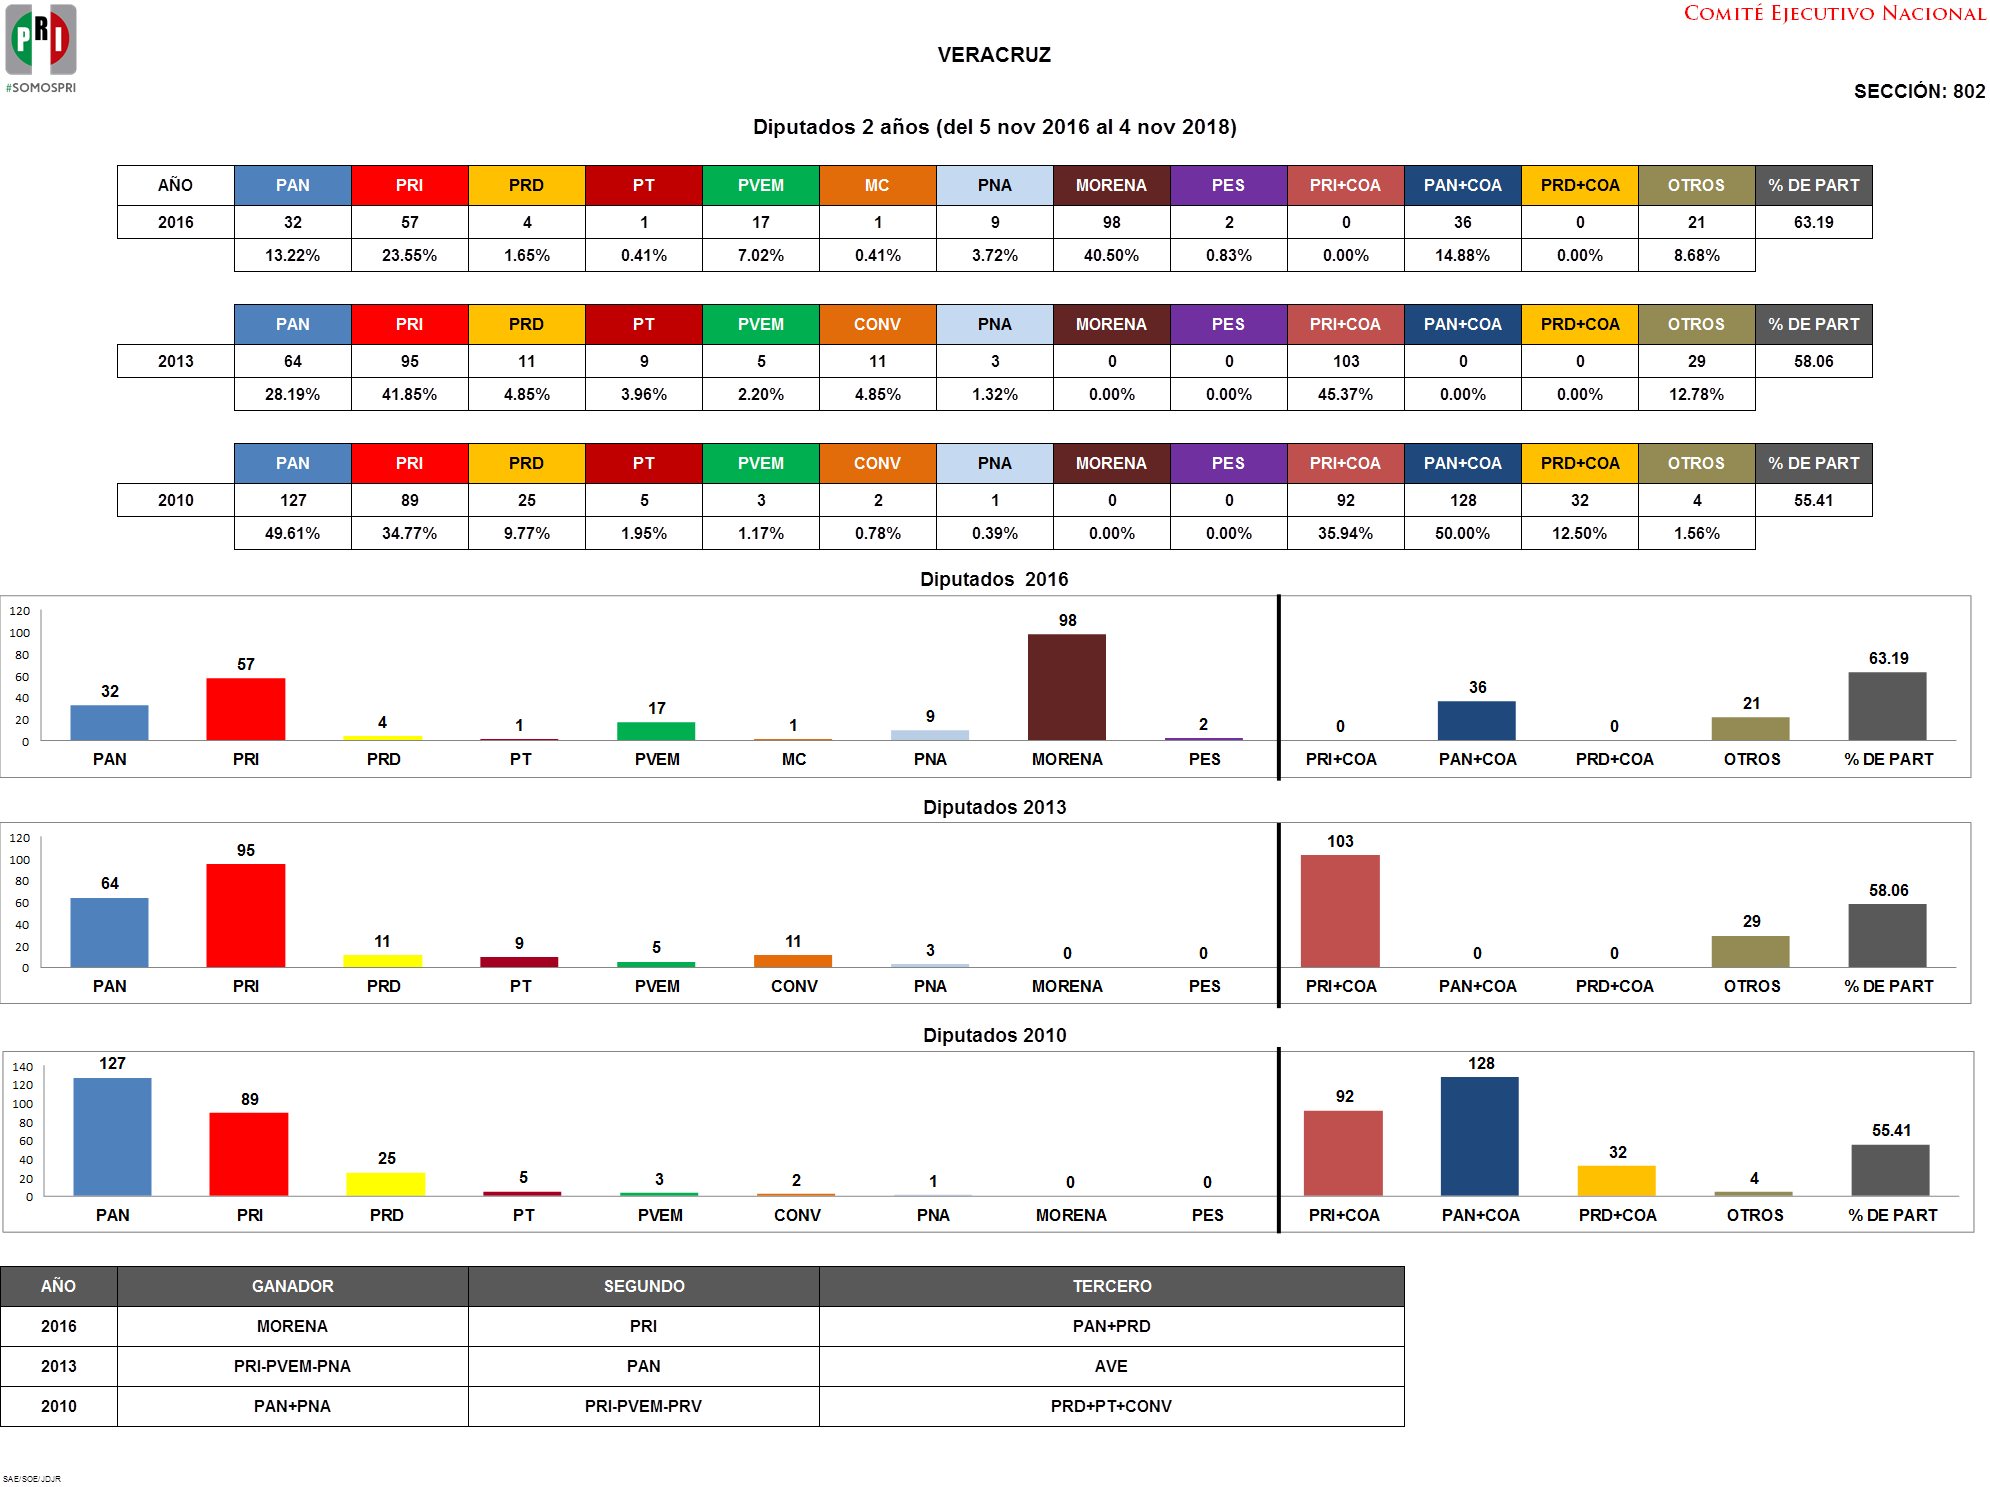 PRI
#SOMOSPRI
COMITÉ EJECUTIVO NACIONAL
VERACRUZ
SECCIÓN: 802
Diputados 2 años (del 5 nov 2016 al 4 nov 2018)
AÑO PAN PRI PRD PT PVEM MC PNA MORENA PES PRI+COA PAN+COA PRD+COA OTROS % DE PART
2016 32 57 4 1 17 1 9 98 2 0 36 0 21 63.19
13.22% 23.55% 1.65% 0.41% 7.02% 0.41% 3.72% 40.50% 0.83% 0.00% 14.88% 0.00% 8.68%
PAN PRI PRD PT PVEM CONV PNA MORENA PES PRI+COA PAN+COA PRD+COA OTROS % DE PART
2013 64 95 11 9 5 11 3 0 0 103 0 0 29 58.06
28.19% 41.85% 4.85% 3.96% 2.20% 4.85% 1.32% 0.00% 0.00% 45.37% 0.00% 0.00% 12.78%
PAN PRI PRD PT PVEM CONV PNA MORENA PES PRI+COA PAN+COA PRD+COA OTROS % DE PART
2010 127 89 25 5 3 2 1 0 0 92 128 32 4 55.41
49.61% 34.77% 9.77% 1.95% 1.17% 0.78% 0.39% 0.00% 0.00% 35.94% 50.00% 12.50% 1.56%
Diputados 2016
120
100
80
60
40
20
0
32 57 4 1 17 1 9 98 2 0 36 0 21 63.19
PAN PRI PRD PT PVEM MC PNA MORENA PES PRI+COA PAN+COA PRD+COA OTROS % DE PART
Diputados 2013
120
100
80
60
40
20
0
64 95 11 9 5 11 3 0 0 103 0 0 29 58.06
PAN PRI PRD PT PVEM CONV PNA MORENA PES PRI+COA PAN+COA PRD+COA OTROS % DE PART
Diputados 2010
140
120
100
80
60
40
20
0
127 89 25 5 3 2 1 0 0 92 128 32 4 55.41
PAN PRI PRD PT PVEM CONV PNA MORENA PES PRI+COA PAN+COA PRD+COA OTROS % DE PART
AÑO GANADOR SEGUNDO TERCERO
2016 MORENA PRI PAN+PRD
2013 PRI-PVEM-PNA PAN AVE
2010 PAN+PNA PRI-PVEM-PRV PRD+PT+CONV
SAE/SOE/JDJR